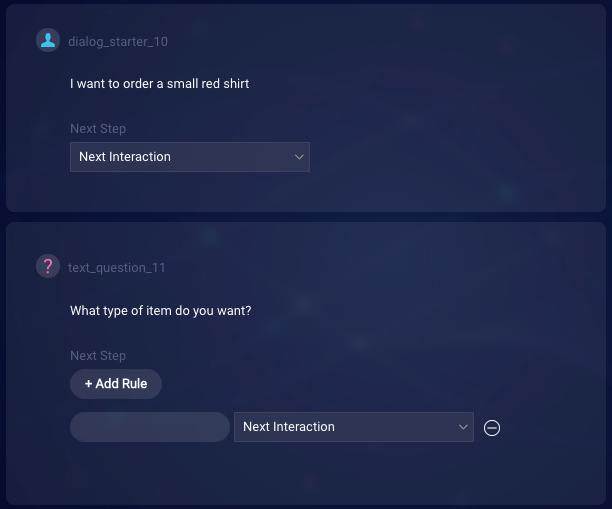 dialog_starter_10
I want to order a small red shirt
Next Step
Next Interaction
?
text_question_11
What type of item do you want?
Next Step
+ Add Rule
Next Interaction